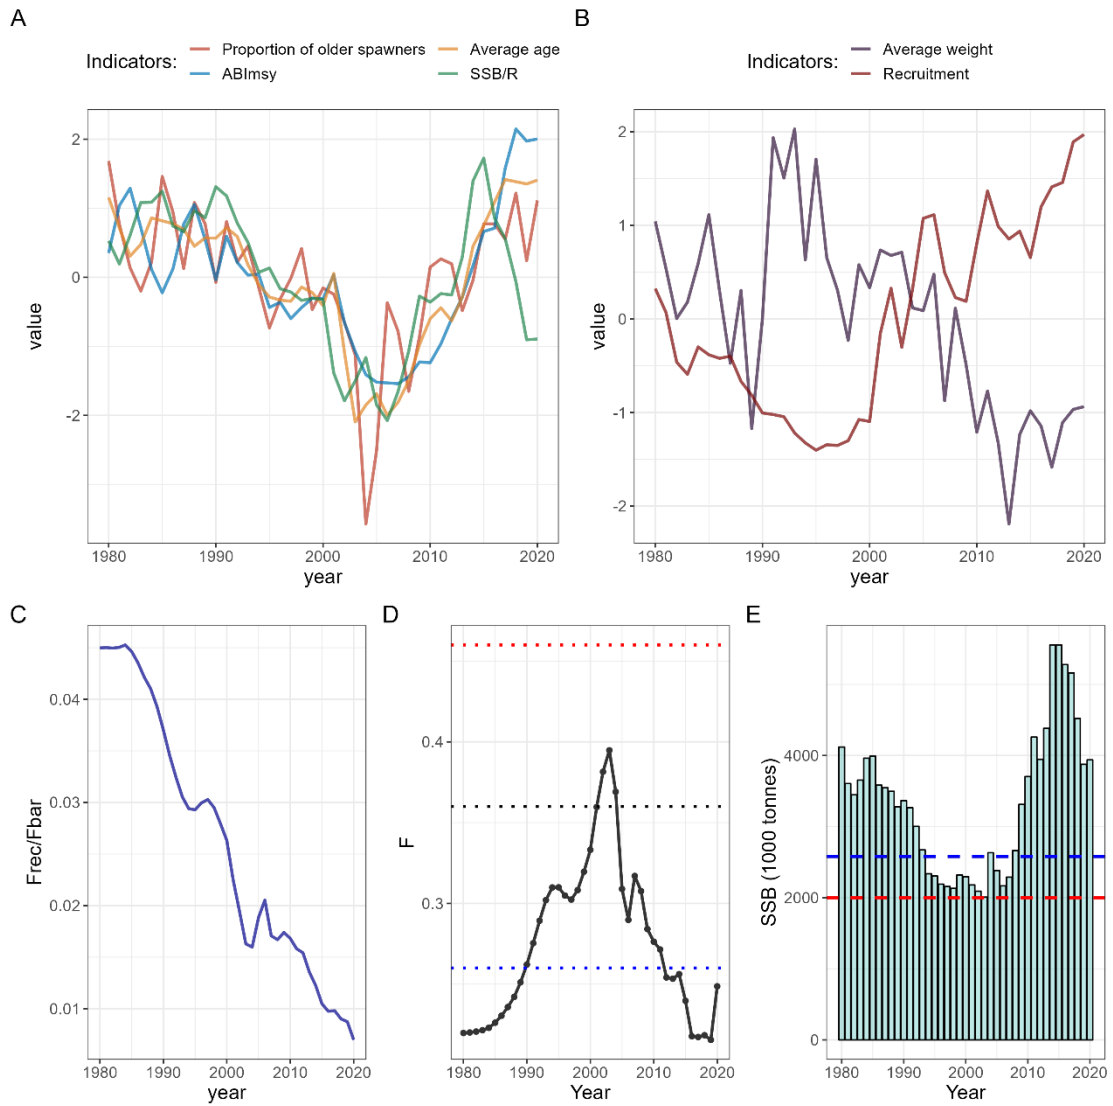 A
Indicators:
Proportion of older spawners
Average age
ABImsy
SSB/R
2
0
-2
value
1980
1990
2000
2010
2020
year
B
Indicators:
Average weight
Recruitment
2
1
0
-1
-2
value
1980
1990
2000
2010
2020
year
C
0.04
0.03
0.02
0.01
Frec/Fbar
1980
1990
2000
2010
2020
year
D
0.4
0.3
F
1980
1990
2000
2010
2020
Year
E
4000
2000
0
SSB (1000 tonnes)
1980
1990
2000
2010
2020
Year